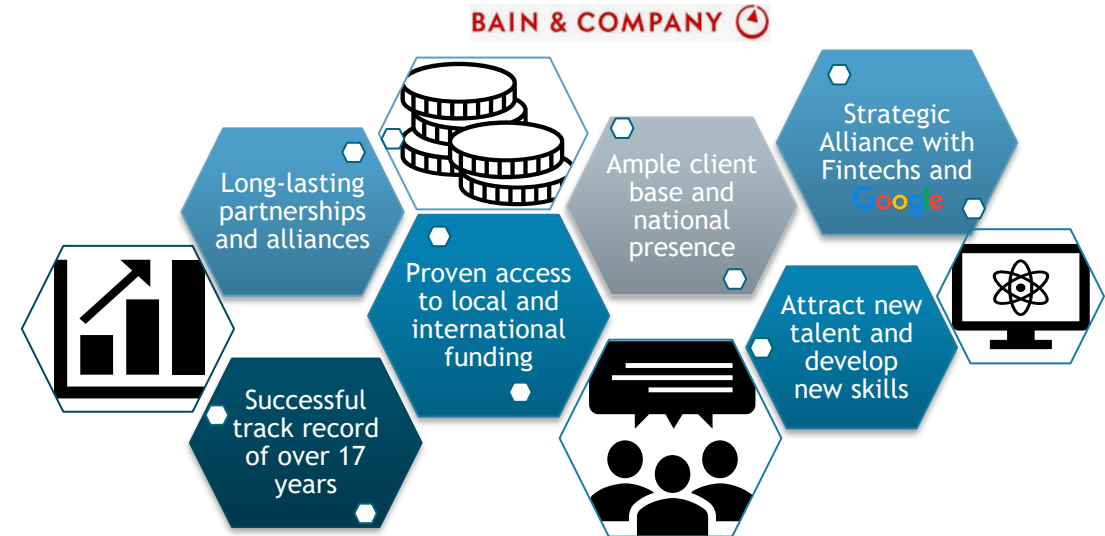 BAIN & COMPANY
Long-lasting
partnerships
and alliances
Ample client
base and
national
presence
Strategic
Alliance with
Fintechs and
Google
Proven access
to local and
international
funding
Attract new
talent and
develop
new skills
Successful
track record
of over 17
years